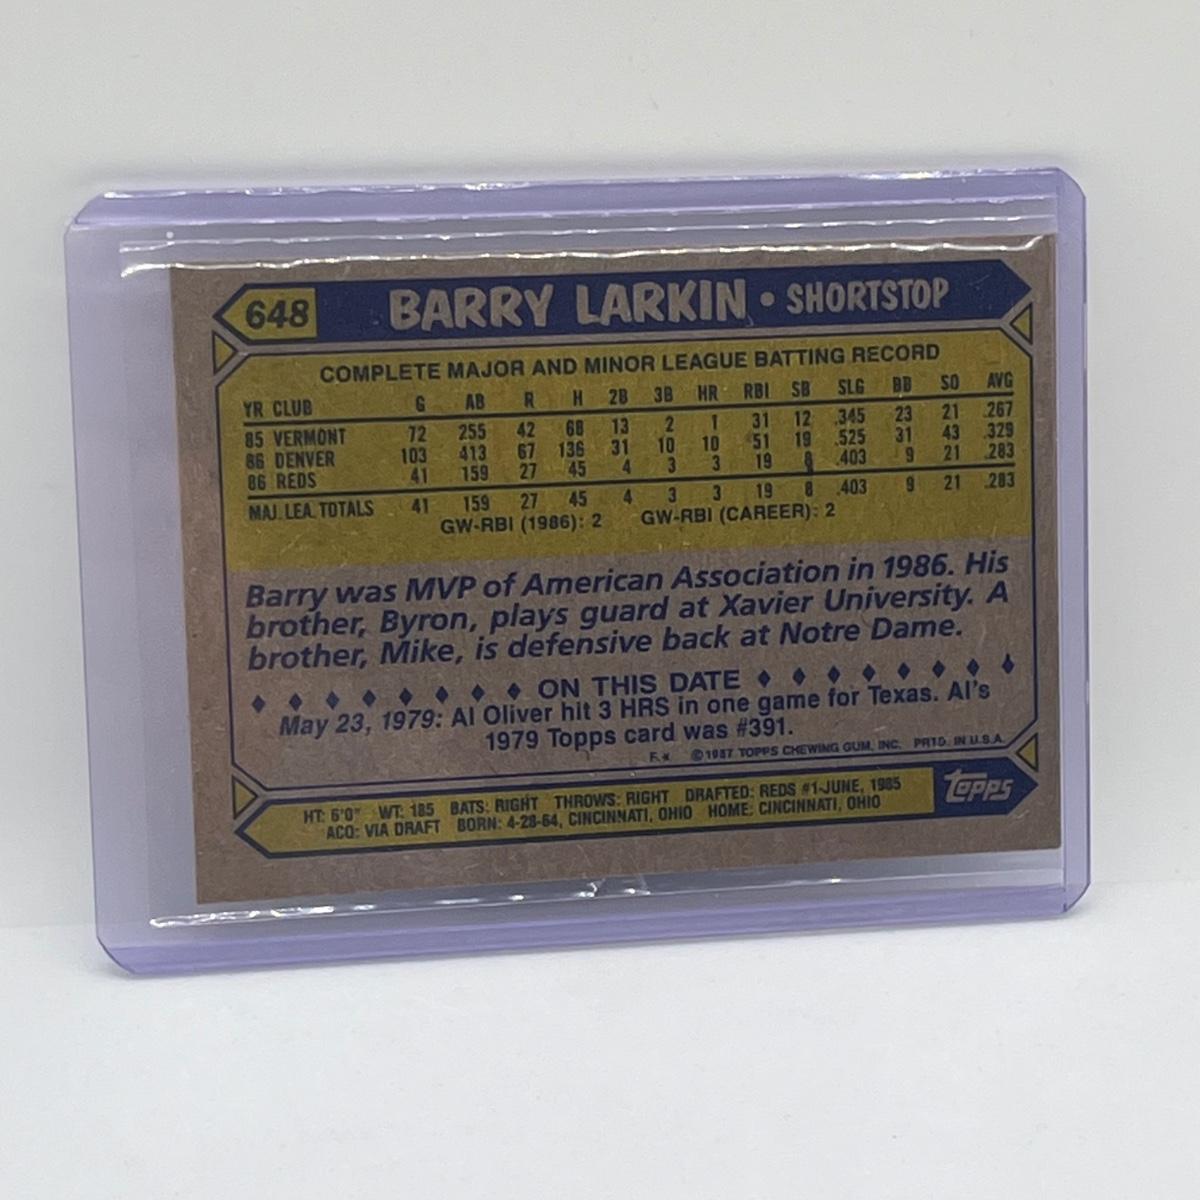 648 BARRY LARKIN • SHORTSTOP
COMPLETE MAJOR AND MINOR LEAGUE BATTING RECORD
YR CLUB G AB R H 2B 3B HR RBI SB SLG BB SO AVG
85 VERMONT 72 255 42 68 13 2 1 31 12 .345 23 21 .267
86 DENVER 103 413 67 136 31 10 10 51 19 .525 31 43 .329
86 REDS 41 159 27 45 4 3 3 19 8 .403 9 21 .283
MAJ. LEA. TOTALS 41 159 27 45 4 3 3 19 8 .403 9 21 .283
GW-RBI (1986): 2 GW-RBI (CAREER): 2
Barry was MVP of American Association in 1986. His
brother, Byron, plays guard at Xavier University. A
brother, Mike, is defensive back at Notre Dame.
ON THIS DATE
May 23, 1979: Al Oliver hit 3 HRS in one game for Texas. Al's
1979 Topps card was #391.
F.* ©1987 TOPPS CHEWING GUM, INC. PRTD. IN U.S.A.
HT: 6'0" WT: 185 BATS: RIGHT THROWS: RIGHT DRAFTED: REDS #1-JUNE, 1985
ACQ: VIA DRAFT BORN: 4-28-64, CINCINNATI, OHIO HOME: CINCINNATI, OHIO
Topps